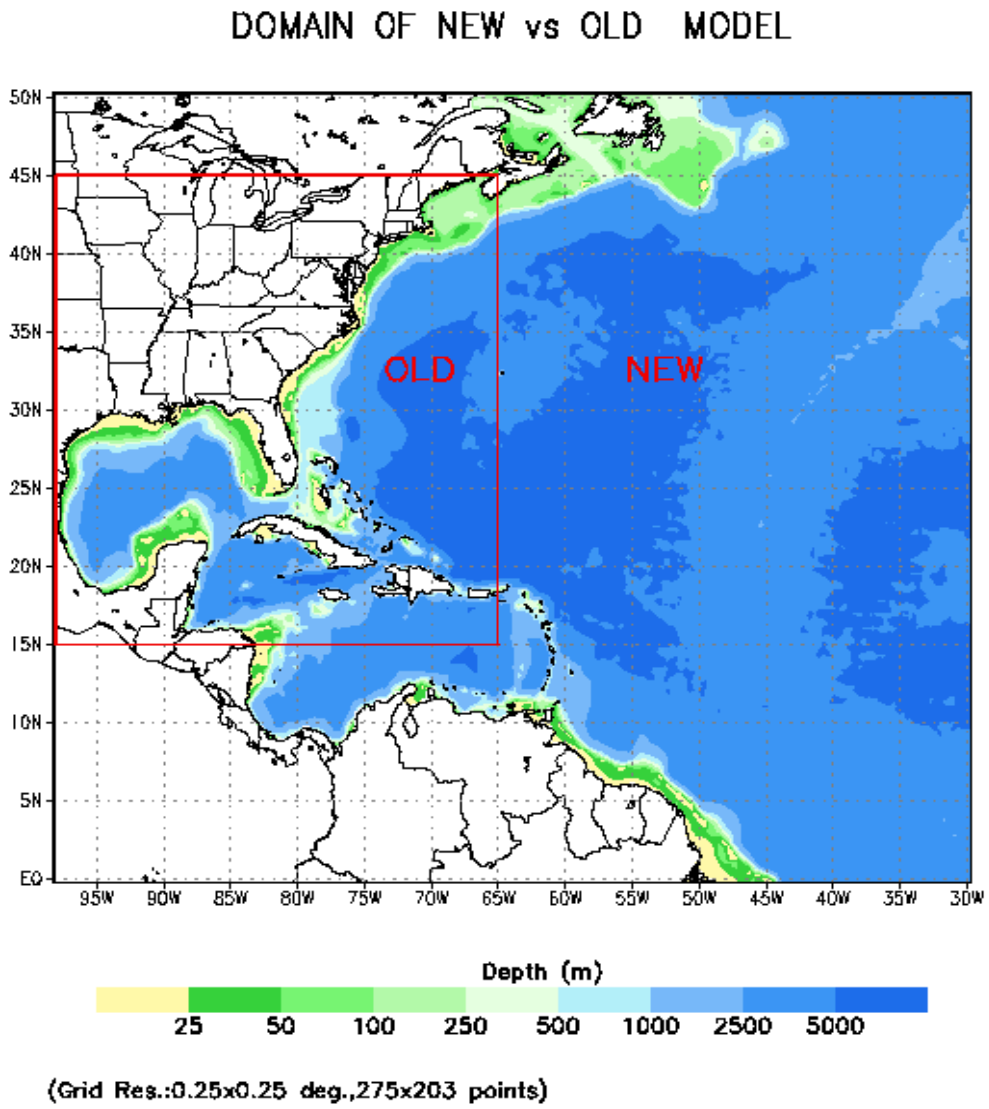 DOMAIN OF NEW vs OLD MODEL
50N
45N
40N
35N
30N
25N
20N
15N
10N
5N
EQ
OLD
NEW
95W 90W 85W 80W 75W 70W 65W 60W 55W 50W 45W 40W 35W 30W
Depth (m)
25 50 100 250 500 1000 2500 5000
(Grid Res.:0.25x0.25 deg.,275x203 points)